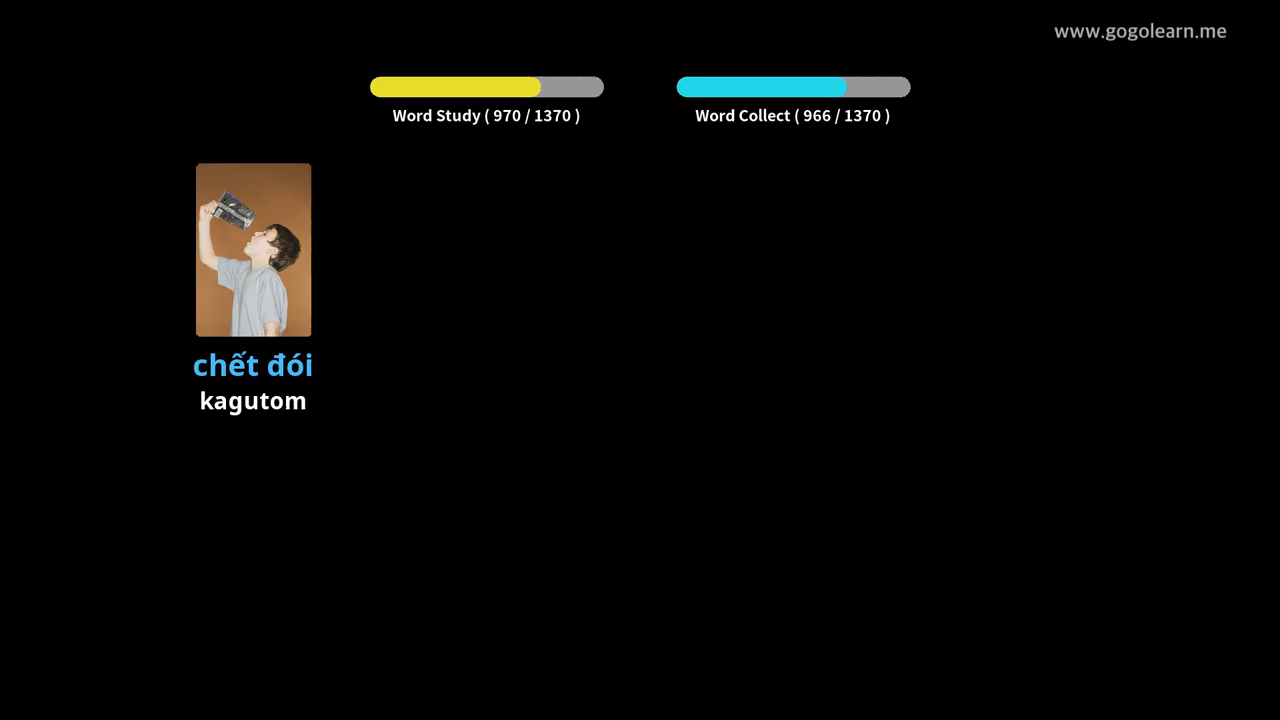 www.gogolearn.me
Word Study ( 970 / 1370 )
Word Collect ( 966 / 1370 )
chết đói
kagutom